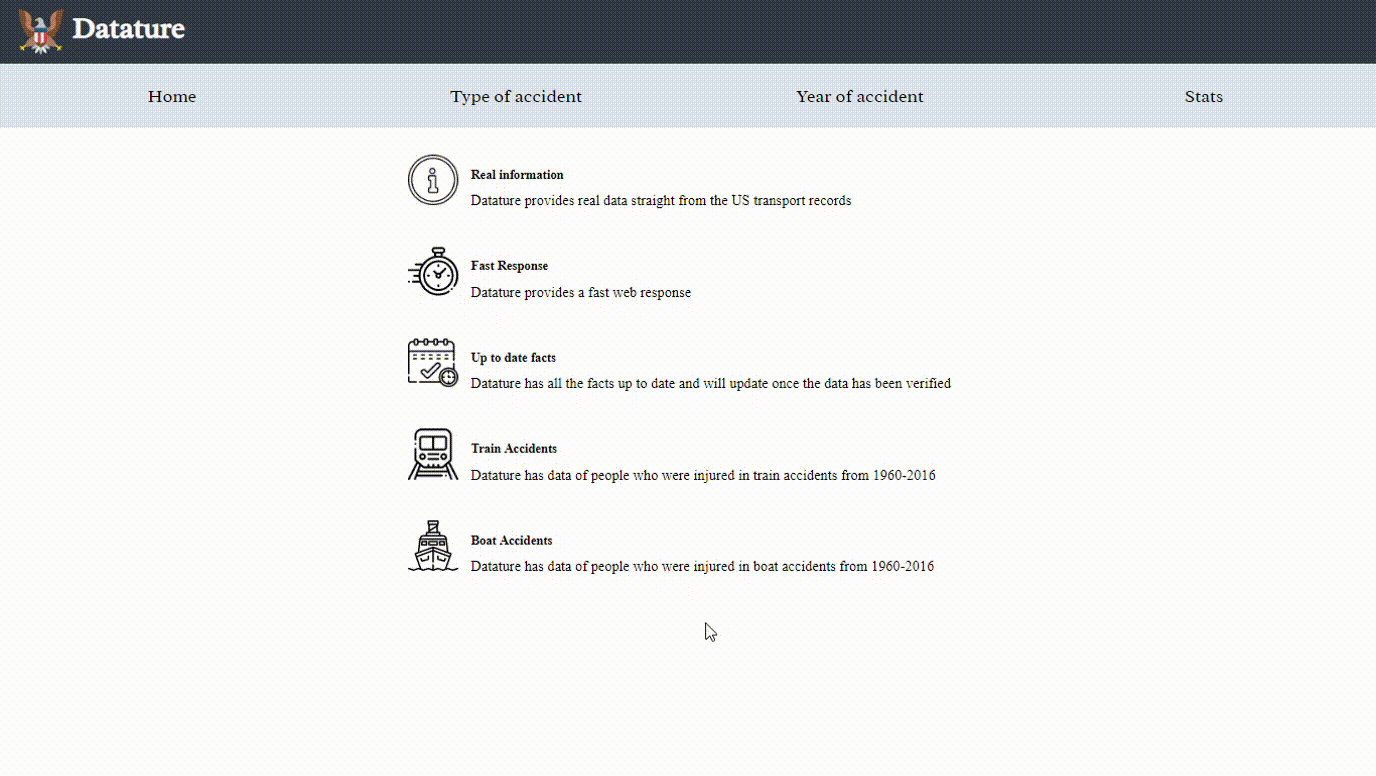 Datature
Home Type of accident Year of accident Stats
Real information
Datature provides real data straight from the US transport records
Fast Response
Datature provides a fast web response
Up to date facts
Datature has all the facts up to date and will update once the data has been verified
Train Accidents
Datature has data of people who were injured in train accidents from 1960-2016
Boat Accidents
Datature has data of people who were injured in boat accidents from 1960-2016